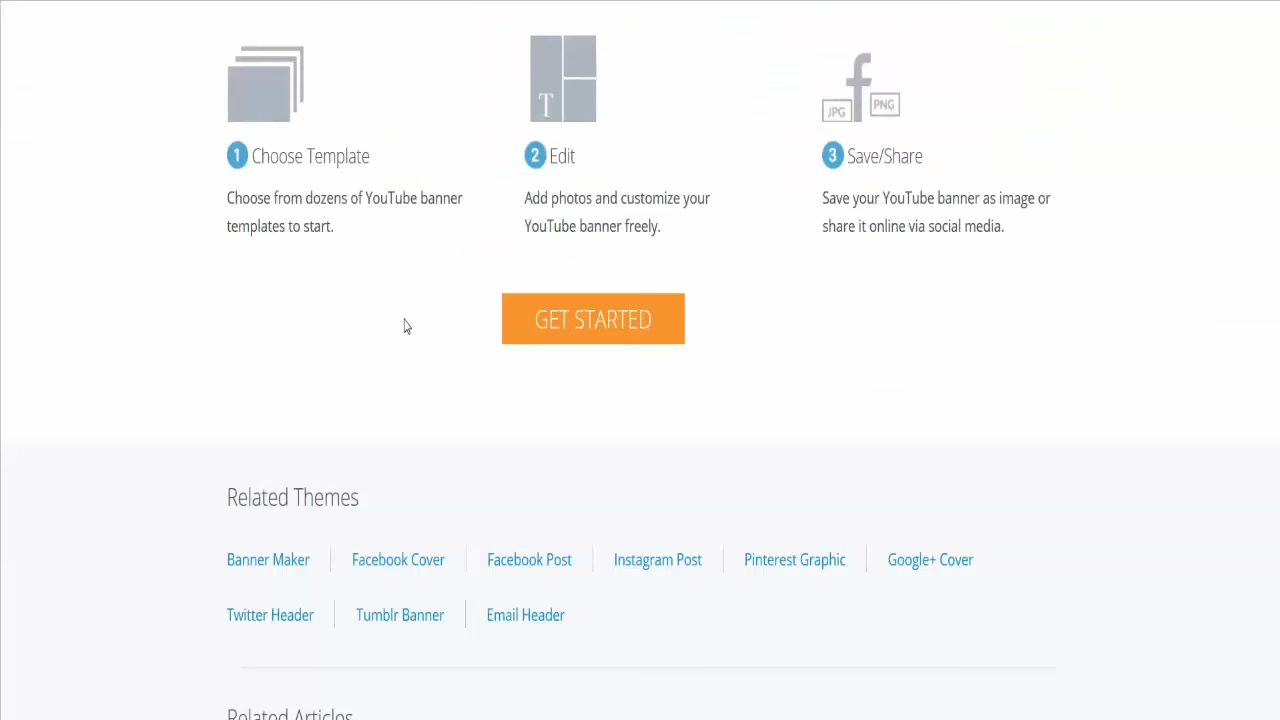 T
JPG
PNG
1 Choose Template
2 Edit
3 Save/Share
Choose from dozens of YouTube banner
templates to start.
Add photos and customize your
YouTube banner freely.
Save your YouTube banner as image or
share it online via social media.
GET STARTED
Related Themes
Banner Maker
Facebook Cover
Facebook Post
Instagram Post
Pinterest Graphic
Google+ Cover
Twitter Header
Tumblr Banner
Email Header
Related Articles